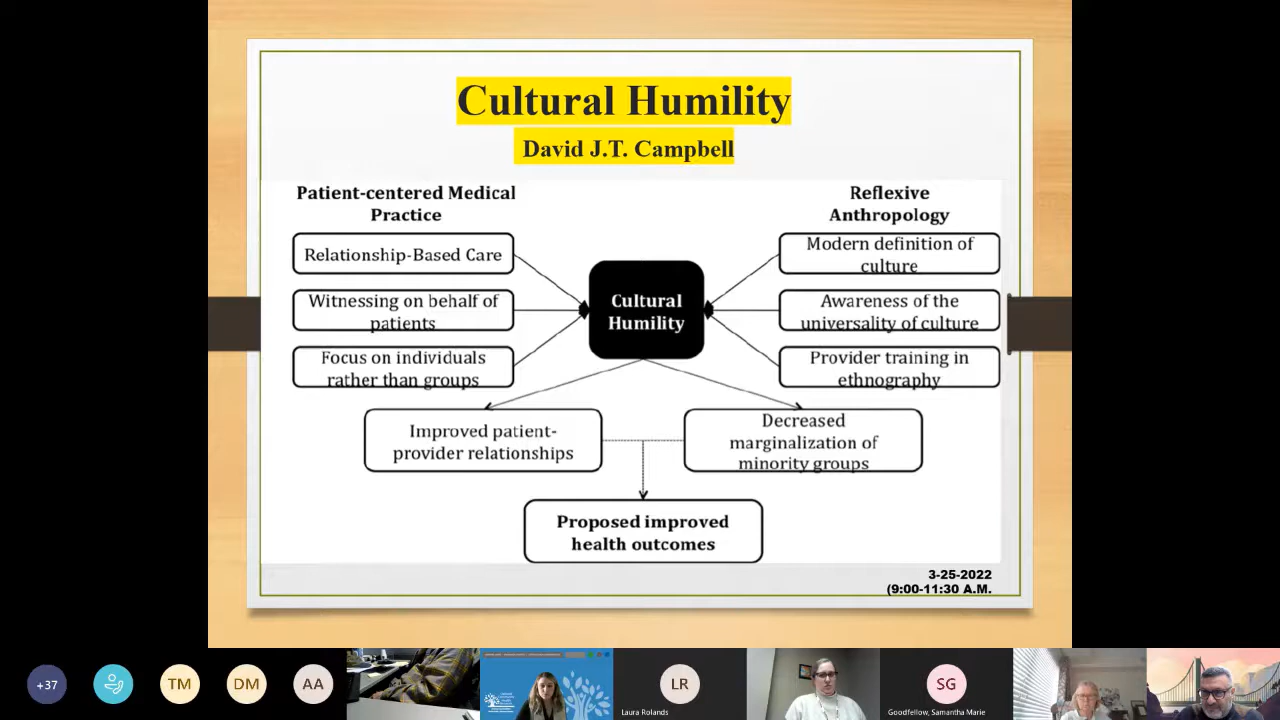 Cultural Humility
David J.T. Campbell
Patient-centered Medical
Practice
Relationship-Based Care
Witnessing on behalf of
patients
Focus on individuals
rather than groups
Cultural
Humility
Reflexive
Anthropology
Modern definition of
culture
Awareness of the
universality of culture
Provider training in
ethnography
Improved patient-
provider relationships
Decreased
marginalization of
minority groups
Proposed improved
health outcomes
3-25-2022
(9:00-11:30 A.M.
+37
TM
DM
AA
LR
Laura Rolands
SG
Goodfellow, Samantha Marie